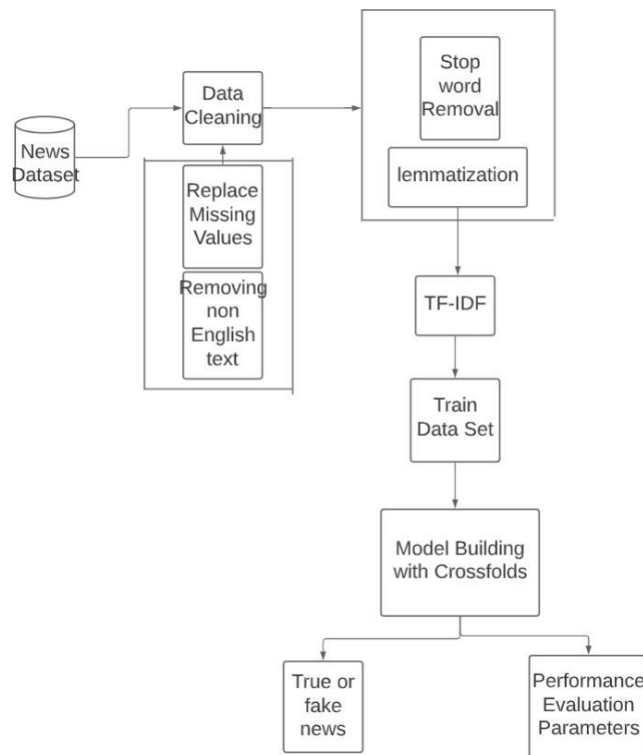 News
Dataset
Data
Cleaning
Replace
Missing
Values
Removing
non
English
text
Stop
word
Removal
lemmatization
TF-IDF
Train
Data Set
Model Building
with Crossfolds
True or
fake
news
Performance
Evaluation
Parameters